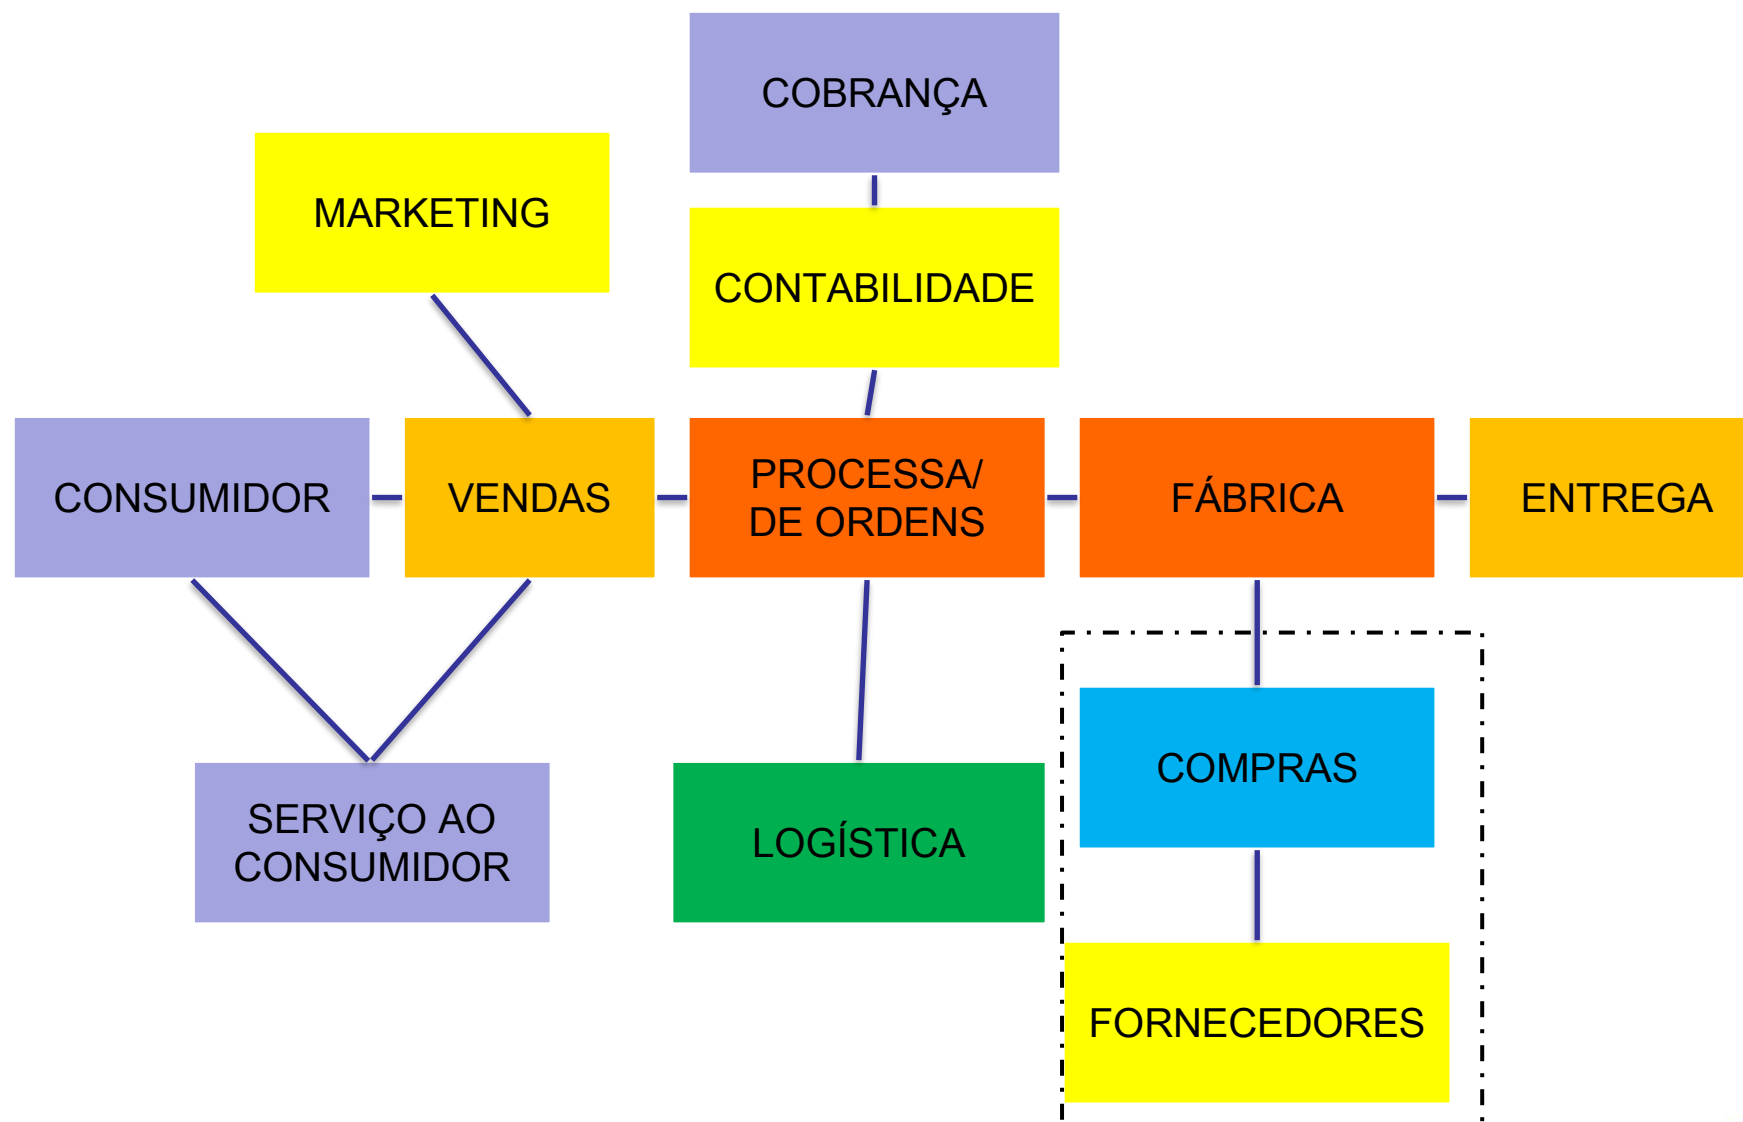 COBRANÇA
MARKETING
CONTABILIDADE
CONSUMIDOR
VENDAS
PROCESSA/
DE ORDENS
FÁBRICA
ENTREGA
SERVIÇO AO
CONSUMIDOR
LOGÍSTICA
COMPRAS
FORNECEDORES